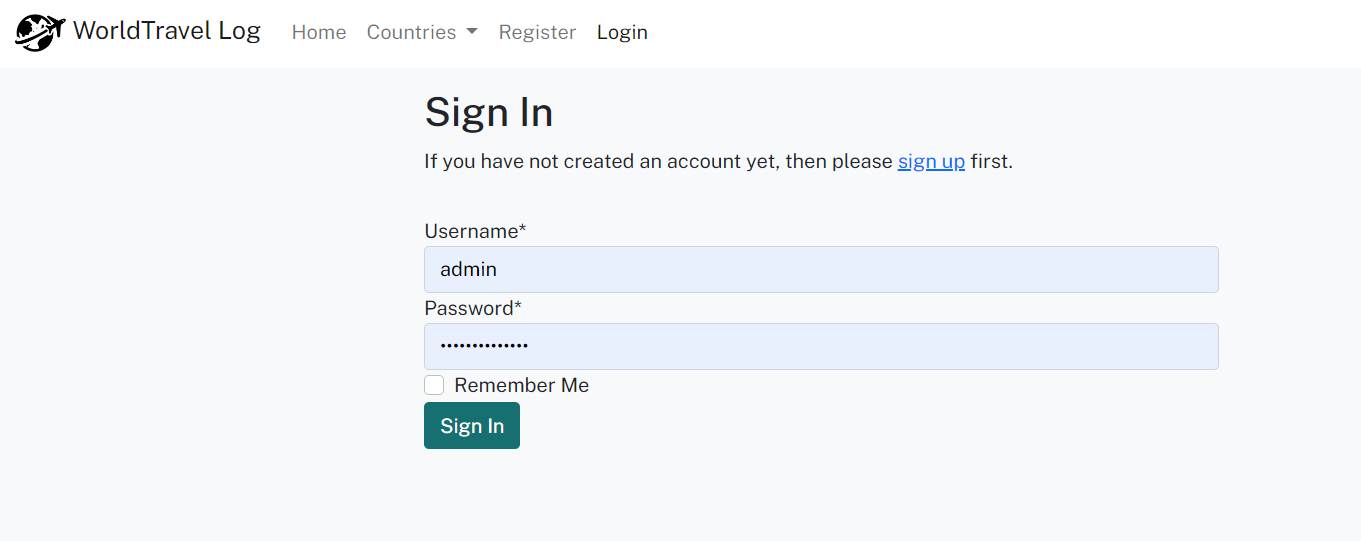 WorldTravel Log Home Countries Register Login
Sign In
If you have not created an account yet, then please sign up first.
Username*
admin
Password*
••••••••••••••
Remember Me
Sign In